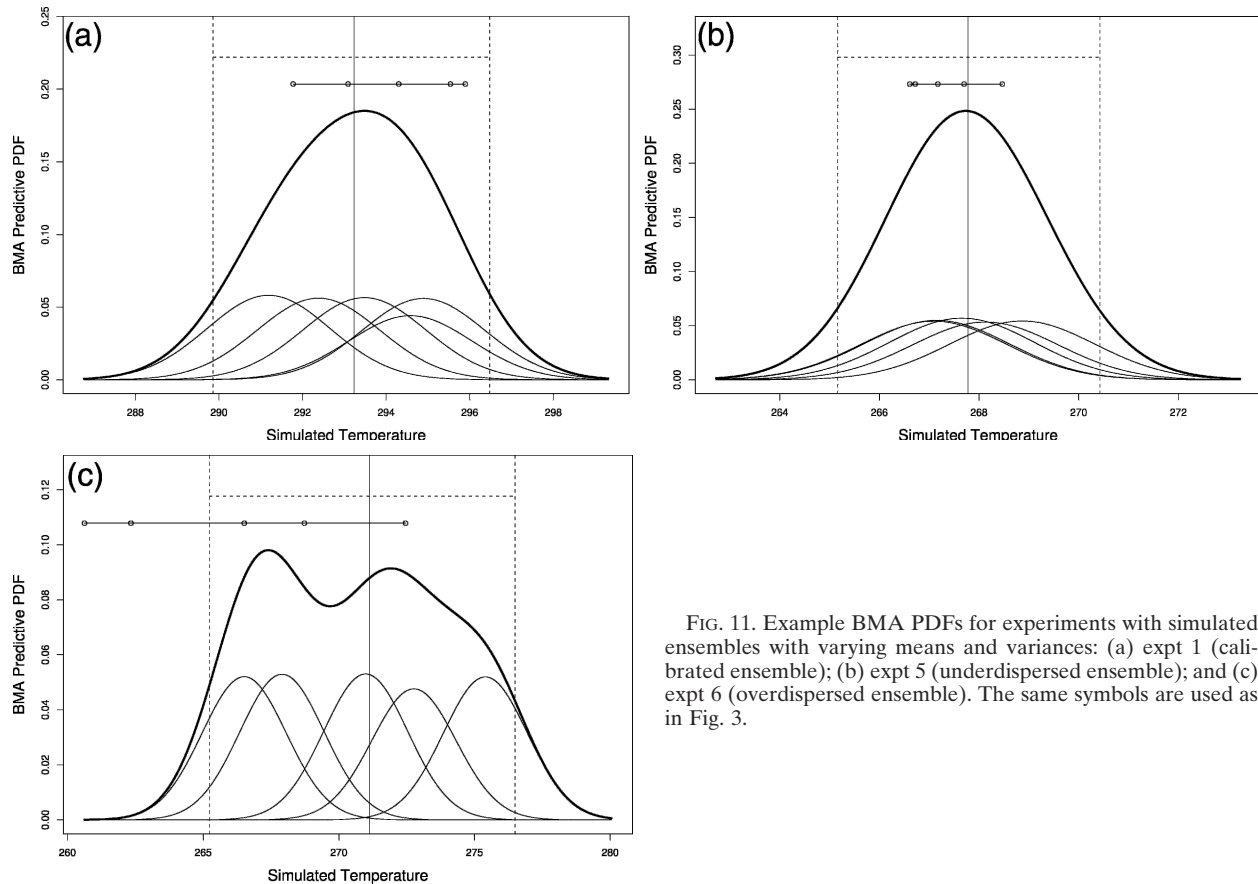 (a)
BMA Predictive PDF
0.00 0.05 0.10 0.15 0.20 0.25
288 290 292 294 296 298
Simulated Temperature
(b)
BMA Predictive PDF
0.00 0.05 0.10 0.15 0.20 0.25 0.30
264 266 268 270 272
Simulated Temperature
(c)
BMA Predictive PDF
0.00 0.02 0.04 0.06 0.08 0.10 0.12
260 265 270 275 280
Simulated Temperature
FIG. 11. Example BMA PDFs for experiments with simulated
ensembles with varying means and variances: (a) expt 1 (cali-
brated ensemble); (b) expt 5 (underdispersed ensemble); and (c)
expt 6 (overdispersed ensemble). The same symbols are used as
in Fig. 3.